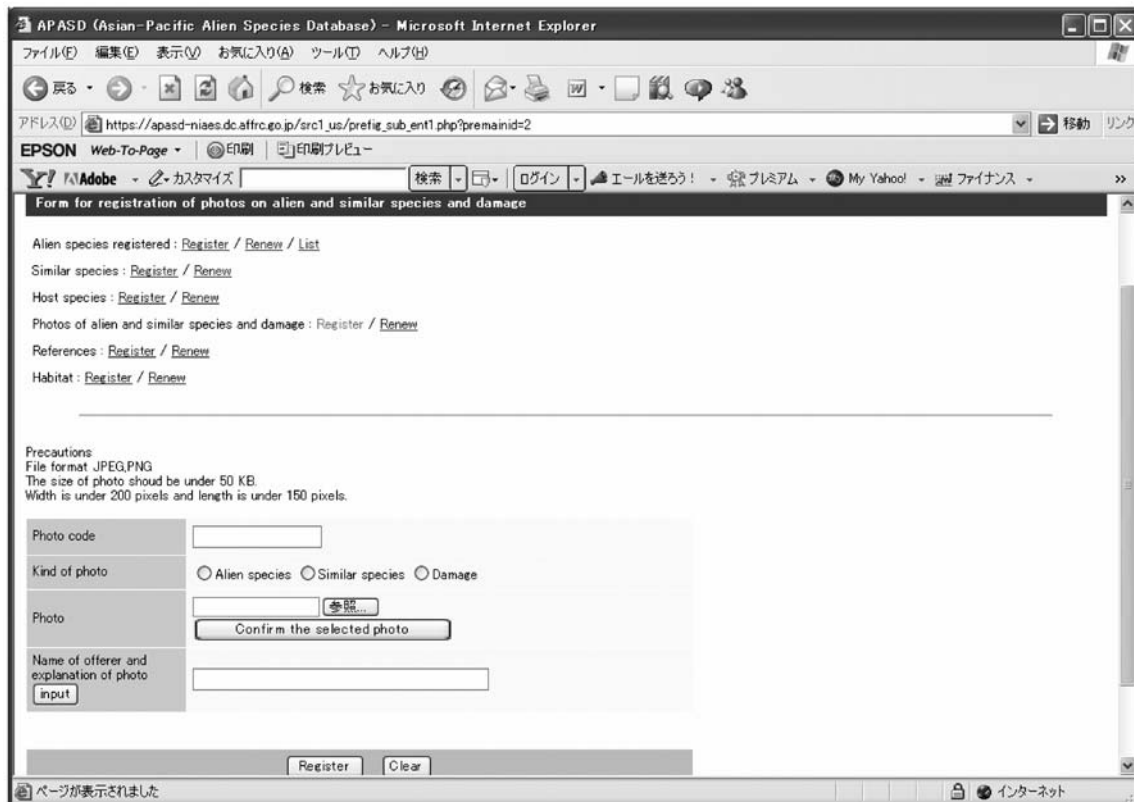 APASD (Asian-Pacific Alien Species Database) - Microsoft Internet Explorer
ファイル(F) 編集(E) 表示(V) お気に入り(A) ツール(T) ヘルプ(H)
戻る 検索 お気に入り
アドレス(D) https://apasd-niaes.dc.affrc.go.jp/src1_us/prefig_sub_ent1.php?premainid=2 移動 リンク
EPSON Web-To-Page 印刷 印刷プレビュー
Y! Adobe カスタマイズ 検索 ログイン エールを送ろう! プレミアム My Yahoo! ファイナンス »
Form for registration of photos on alien and similar species and damage
Alien species registered : Register / Renew / List
Similar species : Register / Renew
Host species : Register / Renew
Photos of alien and similar species and damage : Register / Renew
References : Register / Renew
Habitat : Register / Renew
Precautions
File format JPEG,PNG
The size of photo shoud be under 50 KB.
Width is under 200 pixels and length is under 150 pixels.
Photo code
Kind of photo Alien species Similar species Damage
Photo 参照...
Confirm the selected photo
Name of offerer and
explanation of photo
input
Register Clear
ページが表示されました インターネット